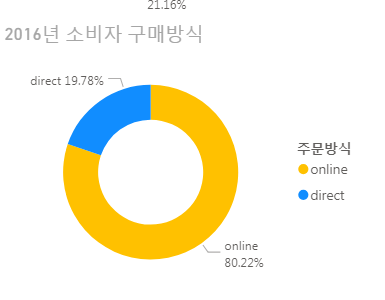 21.16%
2016년 소비자 구매방식
direct 19.78%
주문방식
online
direct
online
80.22%